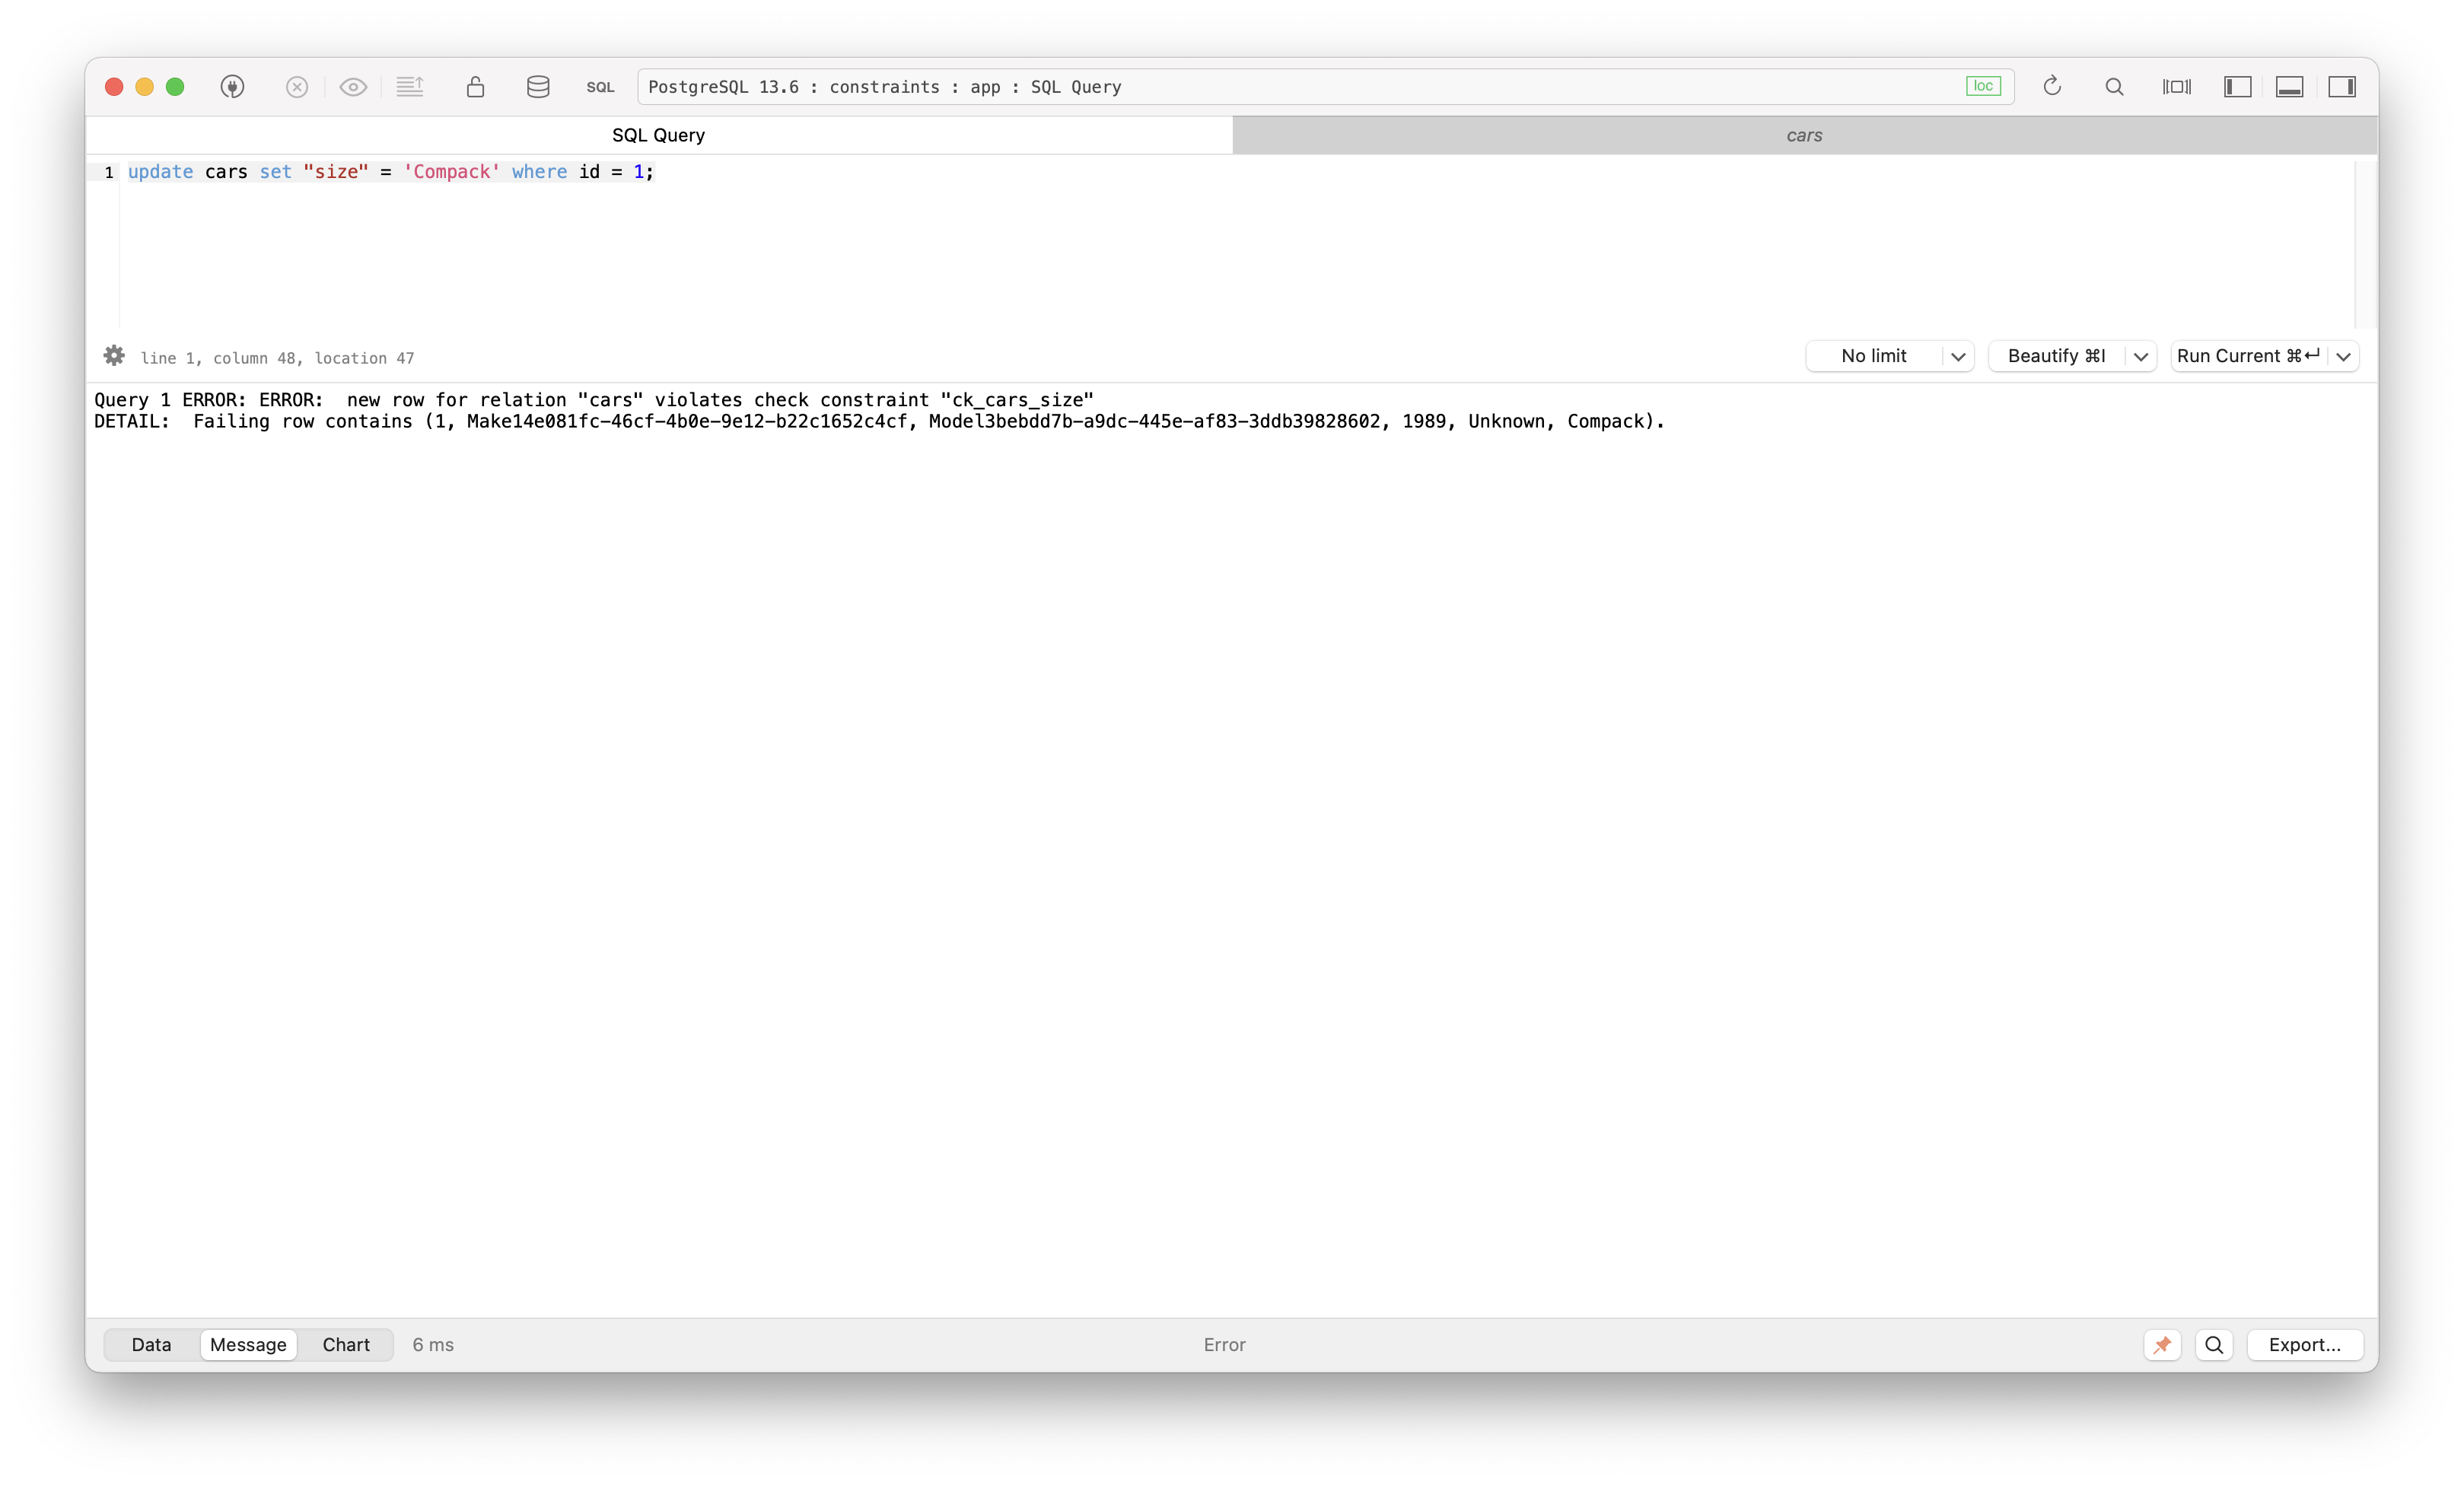 SQL
PostgreSQL 13.6 : constraints : app : SQL Query
loc
SQL Query
cars
1 update cars set "size" = 'Compack' where id = 1;
line 1, column 48, location 47
No limit
Beautify ⌘I
Run Current ⌘↵
Query 1 ERROR: ERROR:  new row for relation "cars" violates check constraint "ck_cars_size"
DETAIL:  Failing row contains (1, Make14e081fc-46cf-4b0e-9e12-b22c1652c4cf, Model3bebdd7b-a9dc-445e-af83-3ddb39828602, 1989, Unknown, Compack).
Data
Message
Chart
6 ms
Error
Export...